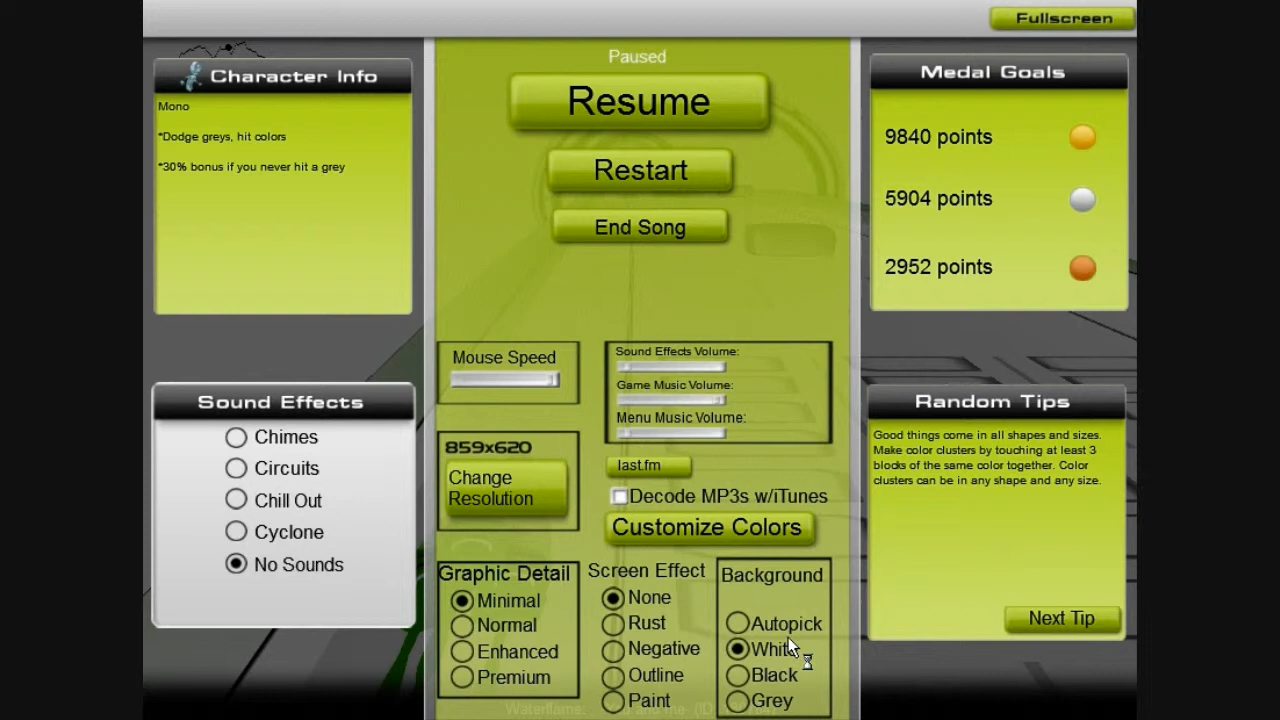 Fullscreen
Paused
Character Info
Mono
*Dodge greys, hit colors
*30% bonus if you never hit a grey
Resume
Restart
End Song
Medal Goals
9840 points
5904 points
2952 points
Mouse Speed
Sound Effects Volume:
Game Music Volume:
Menu Music Volume:
Sound Effects
Chimes
Circuits
Chill Out
Cyclone
No Sounds
859x620
Change
Resolution
last.fm
Decode MP3s w/iTunes
Customize Colors
Graphic Detail
Minimal
Normal
Enhanced
Premium
Screen Effect
None
Rust
Negative
Outline
Paint
Background
Autopick
White
Black
Grey
Random Tips
Good things come in all shapes and sizes.
Make color clusters by touching at least 3
blocks of the same color together. Color
clusters can be in any shape and any size.
Next Tip
Waterflame: